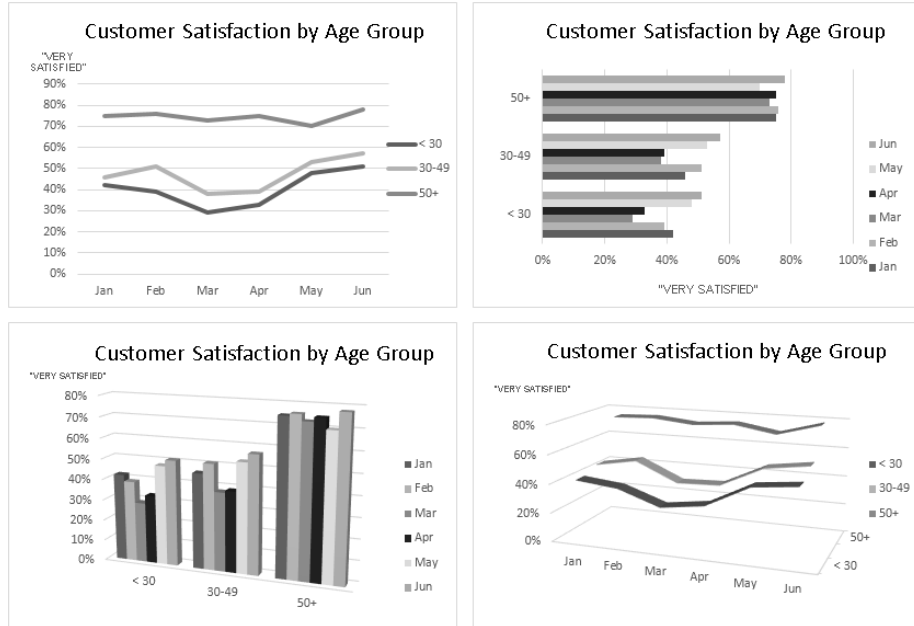 Customer Satisfaction by Age Group
"VERY
SATISFIED"
90%
80%
70%
60%
50%
40%
30%
20%
10%
0%
Jan Feb Mar Apr May Jun
< 30
30-49
50+
Customer Satisfaction by Age Group
50+
30-49
< 30
0% 20% 40% 60% 80% 100%
"VERY SATISFIED"
Jun
May
Apr
Mar
Feb
Jan
Customer Satisfaction by Age Group
"VERY SATISFIED"
80%
70%
60%
50%
40%
30%
20%
10%
0%
< 30 30-49 50+
Jan
Feb
Mar
Apr
May
Jun
Customer Satisfaction by Age Group
"VERY SATISFIED"
80%
60%
40%
20%
0%
Jan Feb Mar Apr May Jun
< 30
50+
< 30
30-49
50+